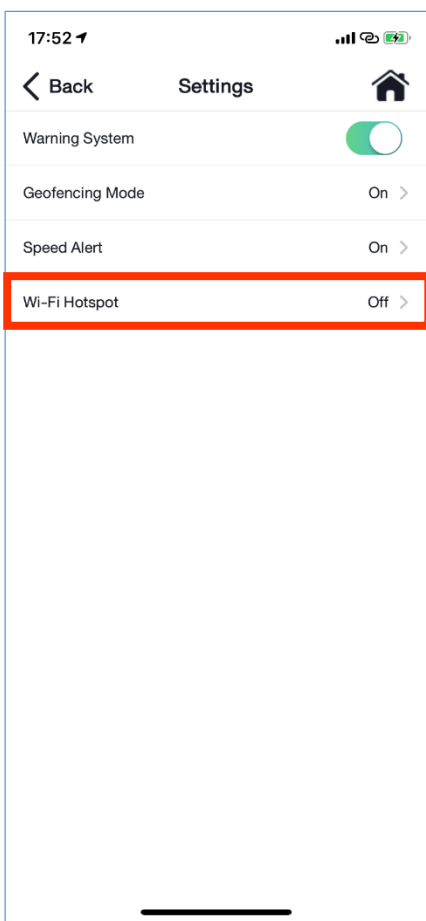 17:52
Back Settings
Warning System
Geofencing Mode On
Speed Alert On
Wi-Fi Hotspot Off